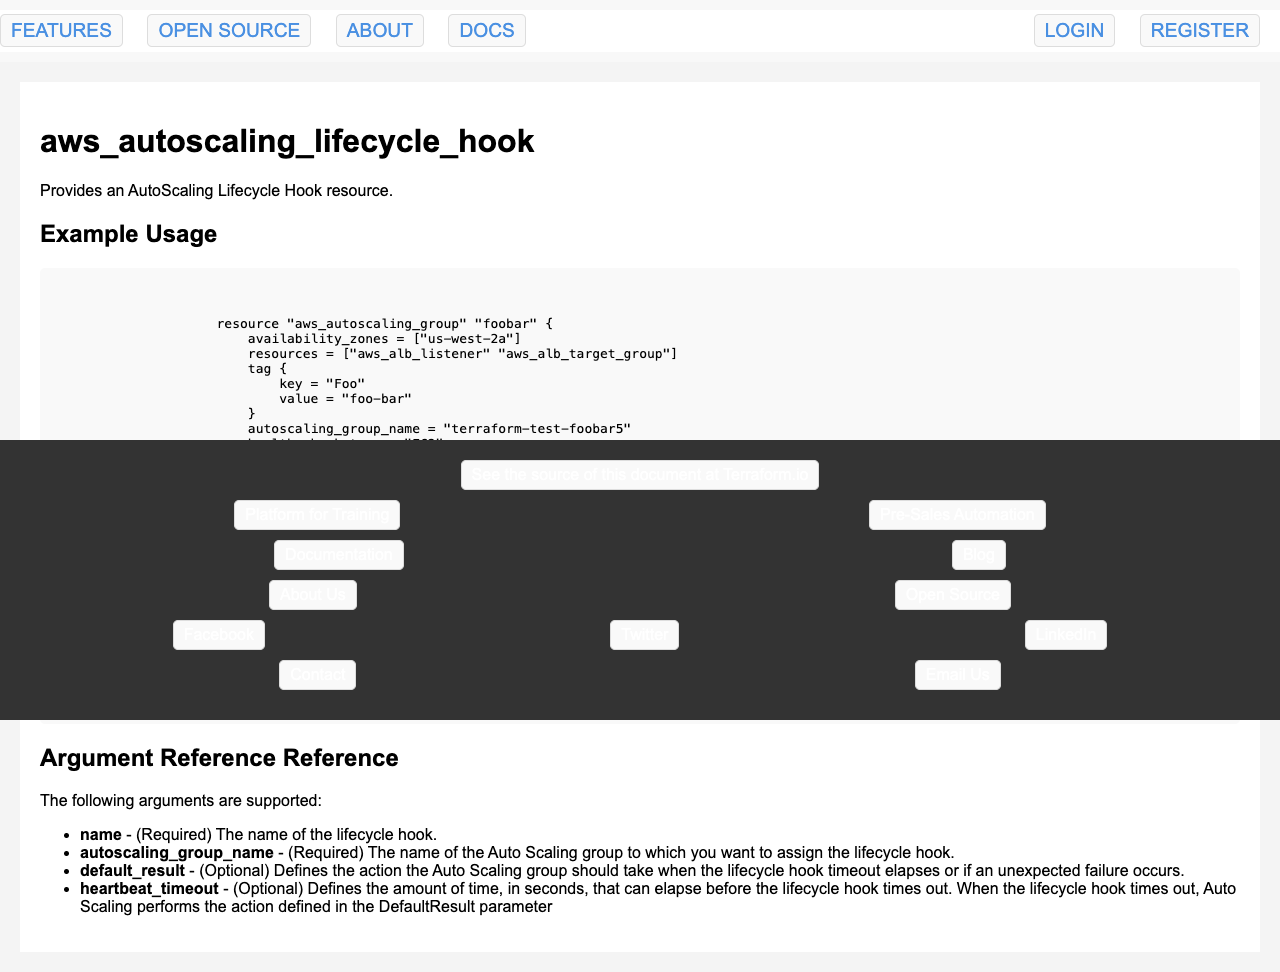 FEATURES OPEN SOURCE ABOUT DOCS LOGIN REGISTER
aws_autoscaling_lifecycle_hook
Provides an AutoScaling Lifecycle Hook resource.
Example Usage
resource "aws_autoscaling_group" "foobar" {
    availability_zones = ["us-west-2a"]
    resources = ["aws_alb_listener" "aws_alb_target_group"]
    tag {
        key = "Foo"
        value = "foo-bar"
    }
    autoscaling_group_name = "terraform-test-foobar5"
See the source of this document at Terraform.io
Platform for Training Pre-Sales Automation
Documentation Blog
About Us Open Source
Facebook Twitter LinkedIn
Contact Email Us
Argument Reference Reference
The following arguments are supported:
• name - (Required) The name of the lifecycle hook.
• autoscaling_group_name - (Required) The name of the Auto Scaling group to which you want to assign the lifecycle hook.
• default_result - (Optional) Defines the action the Auto Scaling group should take when the lifecycle hook timeout elapses or if an unexpected failure occurs.
• heartbeat_timeout - (Optional) Defines the amount of time, in seconds, that can elapse before the lifecycle hook times out. When the lifecycle hook times out, Auto
Scaling performs the action defined in the DefaultResult parameter